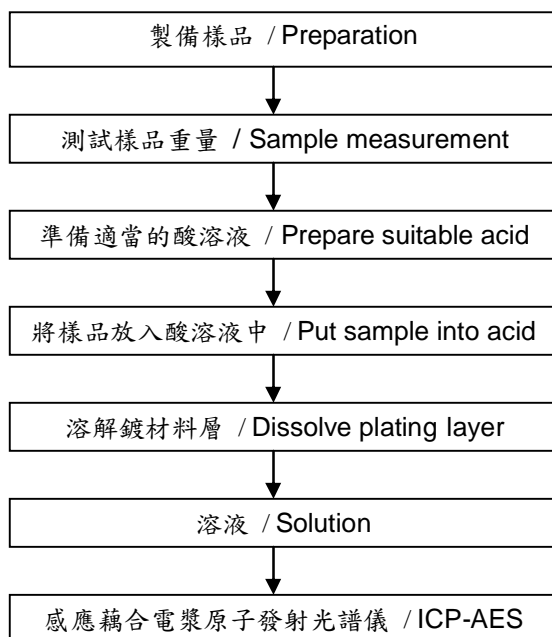 製備樣品 / Preparation
測試樣品重量 / Sample measurement
準備適當的酸溶液 / Prepare suitable acid
將樣品放入酸溶液中 / Put sample into acid
溶解鍍材料層 / Dissolve plating layer
溶液 / Solution
感應藕合電漿原子發射光譜儀 / ICP-AES